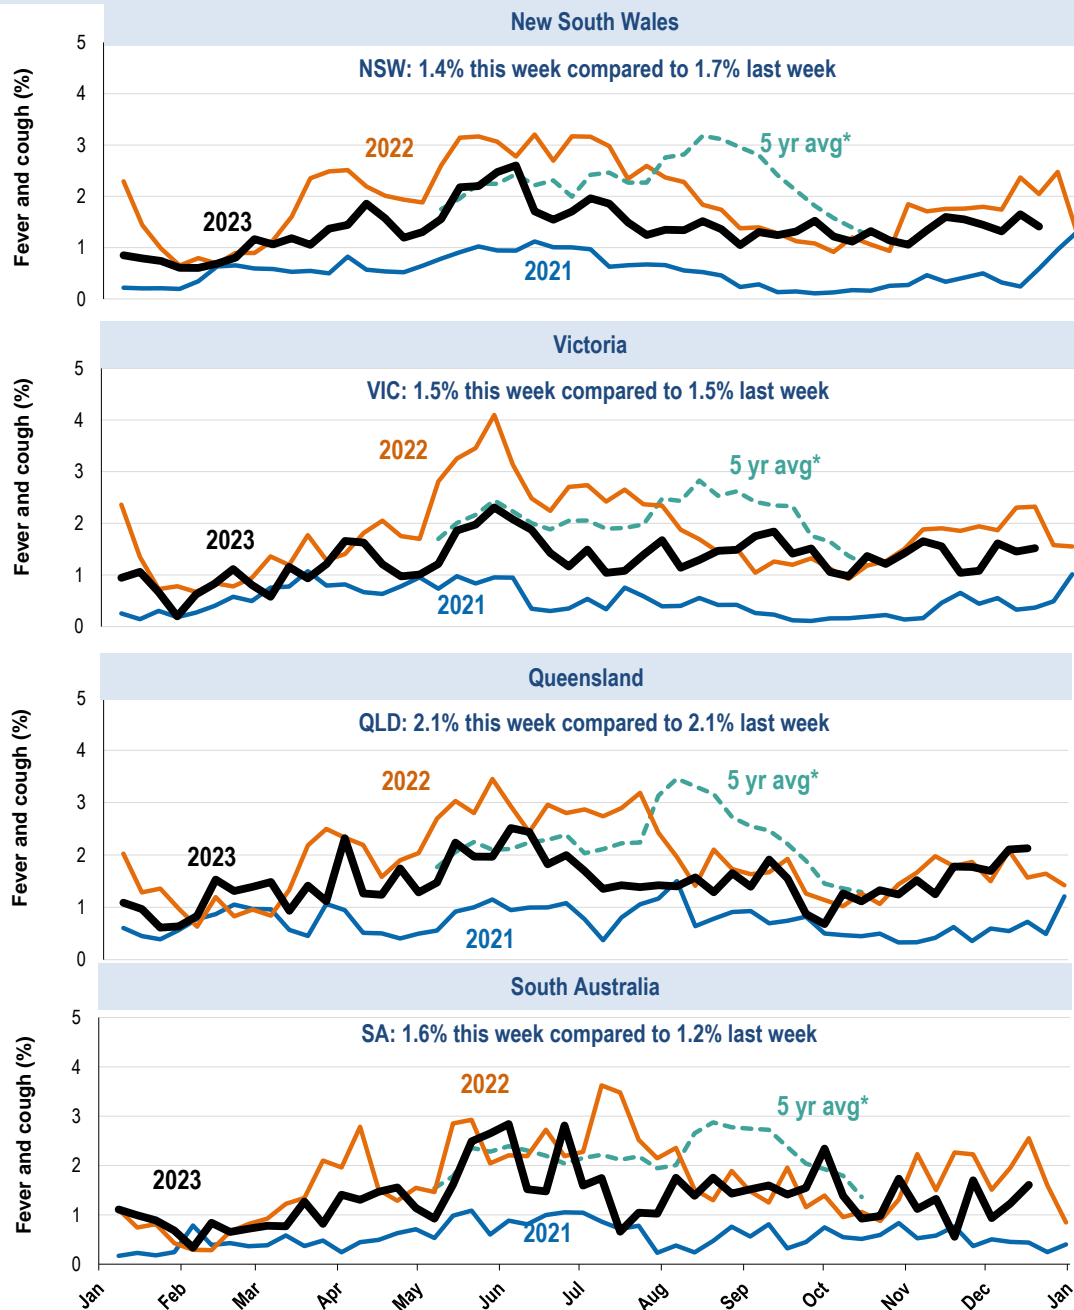 New South Wales
Fever and cough (%)
5
4
3
2
1
0
NSW: 1.4% this week compared to 1.7% last week
2022
5 yr avg*
2023
2021
Victoria
Fever and cough (%)
5
4
3
2
1
0
VIC: 1.5% this week compared to 1.5% last week
2022
5 yr avg*
2023
2021
Queensland
Fever and cough (%)
5
4
3
2
1
0
QLD: 2.1% this week compared to 2.1% last week
2022
5 yr avg*
2023
2021
South Australia
Fever and cough (%)
5
4
3
2
1
0
SA: 1.6% this week compared to 1.2% last week
2022
5 yr avg*
2023
2021
Jan
Feb
Mar
Apr
May
Jun
Jul
Aug
Sep
Oct
Nov
Dec
Jan